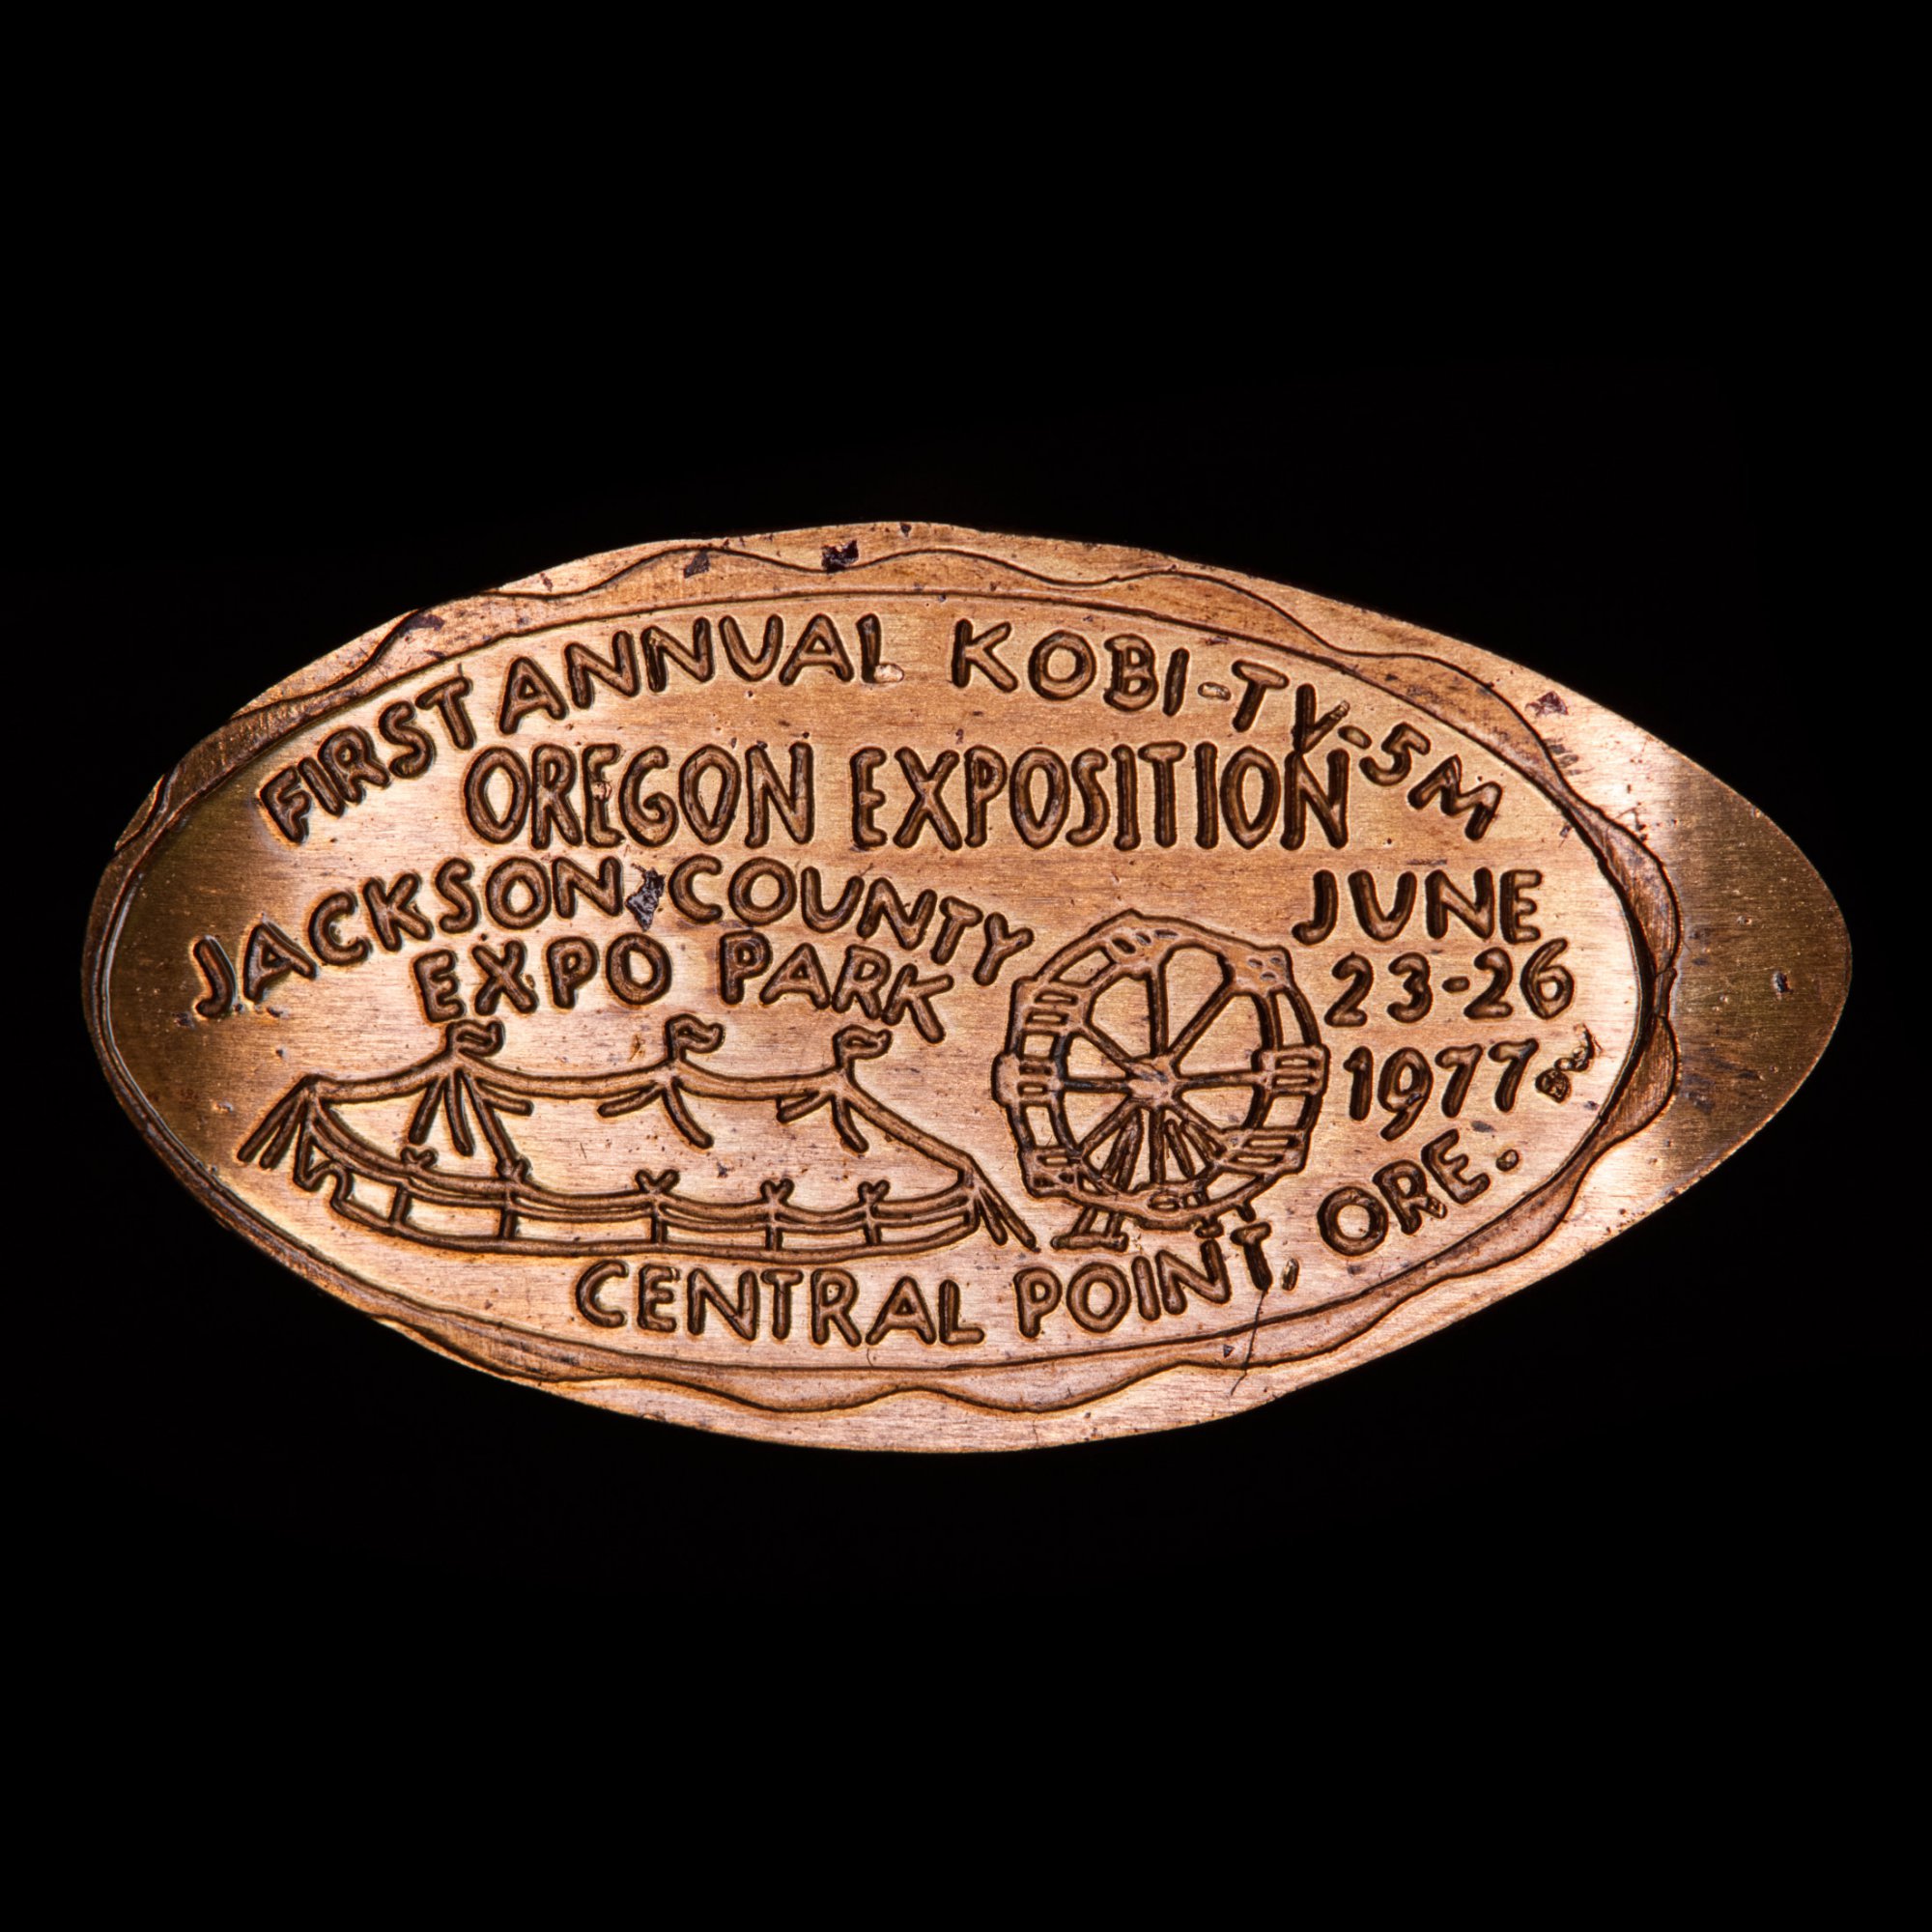 FIRST ANNUAL KOBI-TV-5M
OREGON EXPOSITION
JACKSON COUNTY
EXPO PARK
JUNE
23-26
1977
CENTRAL POINT, ORE.